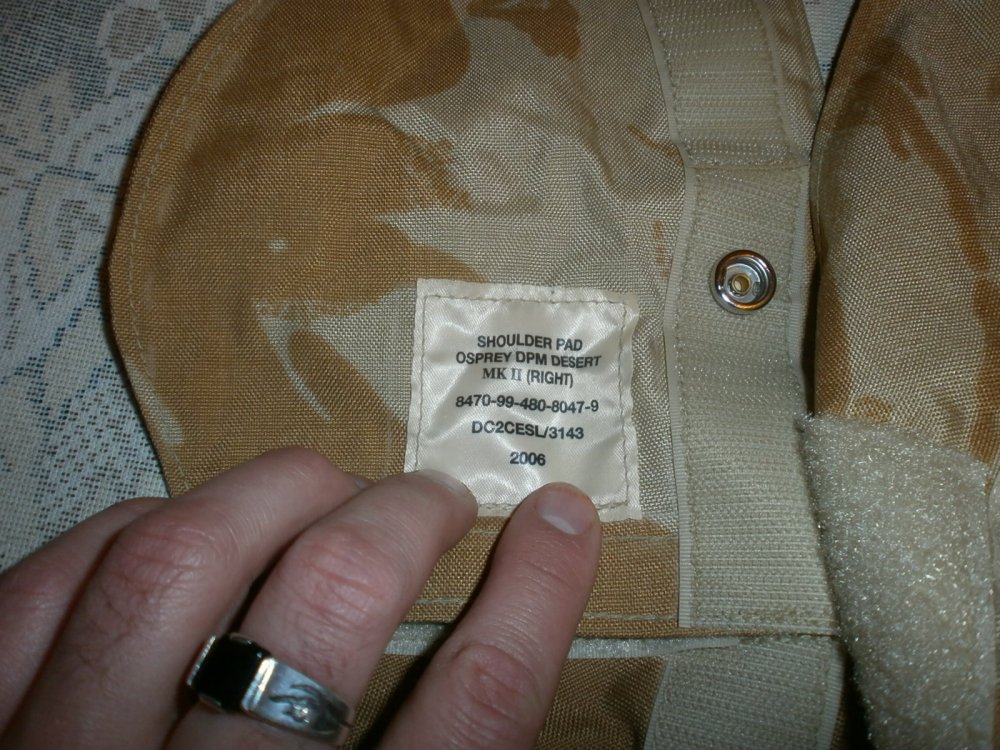 SHOULDER PAD
OSPREY DPM DESERT
MK II (RIGHT)
8470-99-480-8047-9
DC2CESL/3143
2006